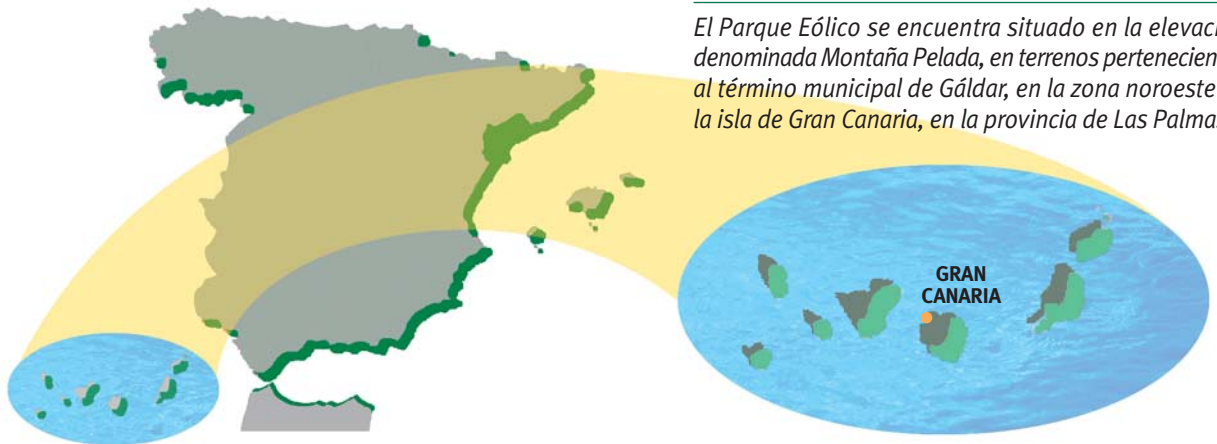 El Parque Eólico se encuentra situado en la elevaci
denominada Montaña Pelada, en terrenos pertenecien
al término municipal de Gáldar, en la zona noroeste
la isla de Gran Canaria, en la provincia de Las Palma
GRAN
CANARIA